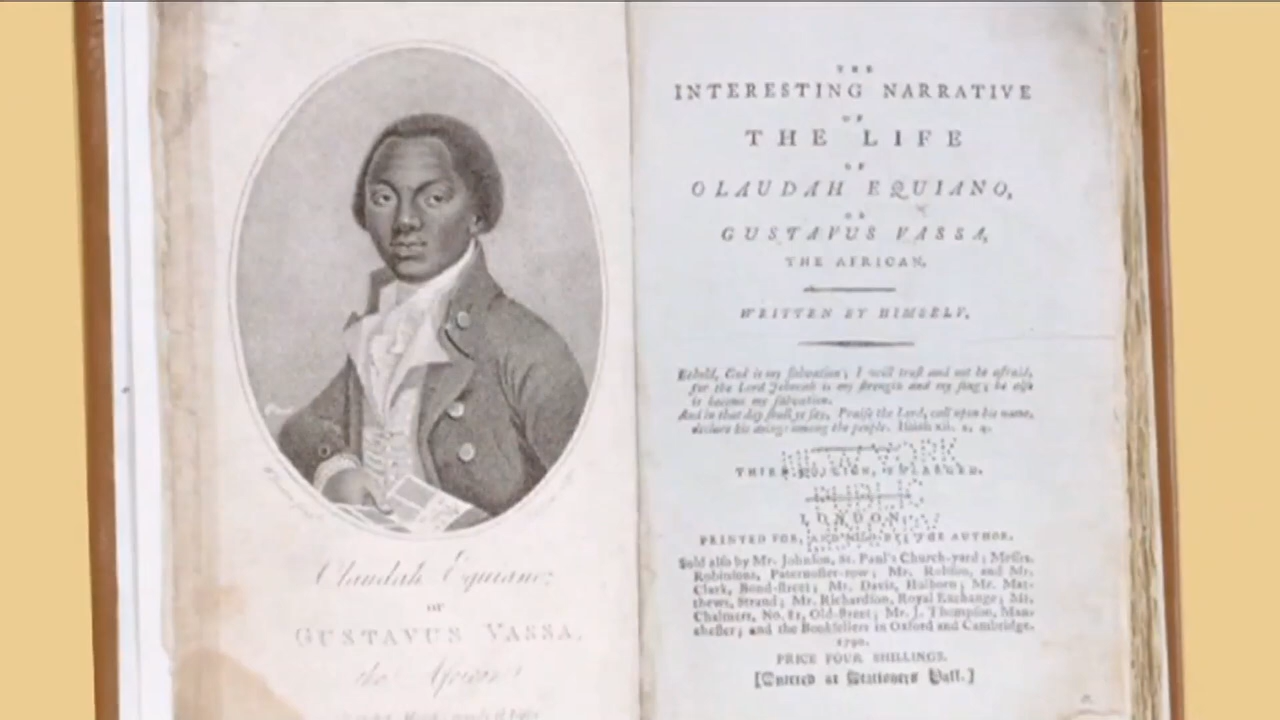 Olaudah Equiano;
or
GUSTAVUS VASSA,
the African
THE
INTERESTING NARRATIVE
OF
THE LIFE
OF
OLAUDAH EQUIANO,
OR
GUSTAVUS VASSA,
THE AFRICAN.
WRITTEN BY HIMSELF.
Behold, God is my ſalvation; I will truſt and not be afraid,
for the Lord Jehovah is my ſtrength and my ſong; he alſo
is become my ſalvation.
And in that day ſhall ye ſay, Praiſe the Lord, call upon his name,
declare his doings among the people. Iſaiah xii. 2, 4.
THIRD EDITION, ENLARGED.
LONDON:
PRINTED FOR, AND SOLD BY, THE AUTHOR.
Sold alſo by Mr. Johnſon, St. Paul's Church-yard; Meſſrs.
Robinſons, Paternoſter-row; Mr. Robſon, and Mr.
Clark, Bond-ſtreet; Mr. Davis, Holborn; Mr. Mat-
thews, Strand; Mr. Richardſon, Royal Exchange; Mr.
Chalmers, No. 81, Old-ſtreet; Mr. J. Thompſon, Man-
cheſter; and the Bookſellers in Oxford and Cambridge.
1790.
PRICE FOUR SHILLINGS.
[Entered at Stationers Hall.]